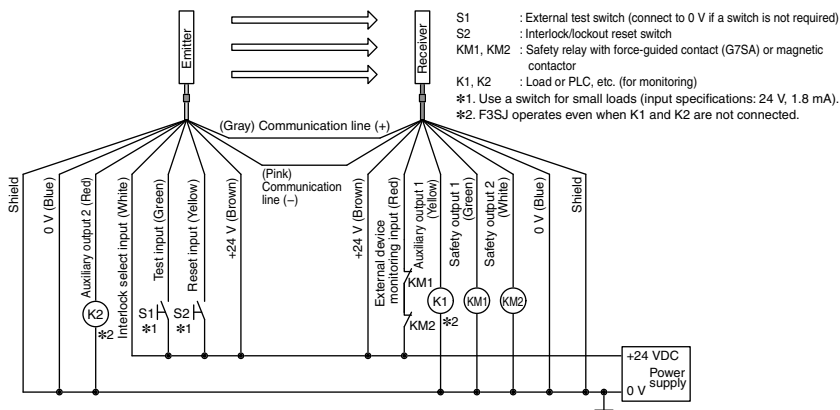 Emitter
Receiver
S1 : External test switch (connect to 0 V if a switch is not required)
S2 : Interlock/lockout reset switch
KM1, KM2 : Safety relay with force-guided contact (G7SA) or magnetic
contactor
K1, K2 : Load or PLC, etc. (for monitoring)
*1. Use a switch for small loads (input specifications: 24 V, 1.8 mA).
*2. F3SJ operates even when K1 and K2 are not connected.
(Gray) Communication line (+)
(Pink)
Communication
line (−)
Shield
0 V (Blue)
Auxiliary output 2 (Red)
Interlock select input (White)
Test input (Green)
Reset input (Yellow)
+24 V (Brown)
+24 V (Brown)
External device
monitoring input (Red)
Auxiliary output 1
(Yellow)
Safety output 1
(Green)
Safety output 2
(White)
0 V (Blue)
Shield
K2
*2
S1
*1
S2
*1
KM1
KM2
K1
*2
KM1
KM2
+24 VDC
Power
supply
0 V